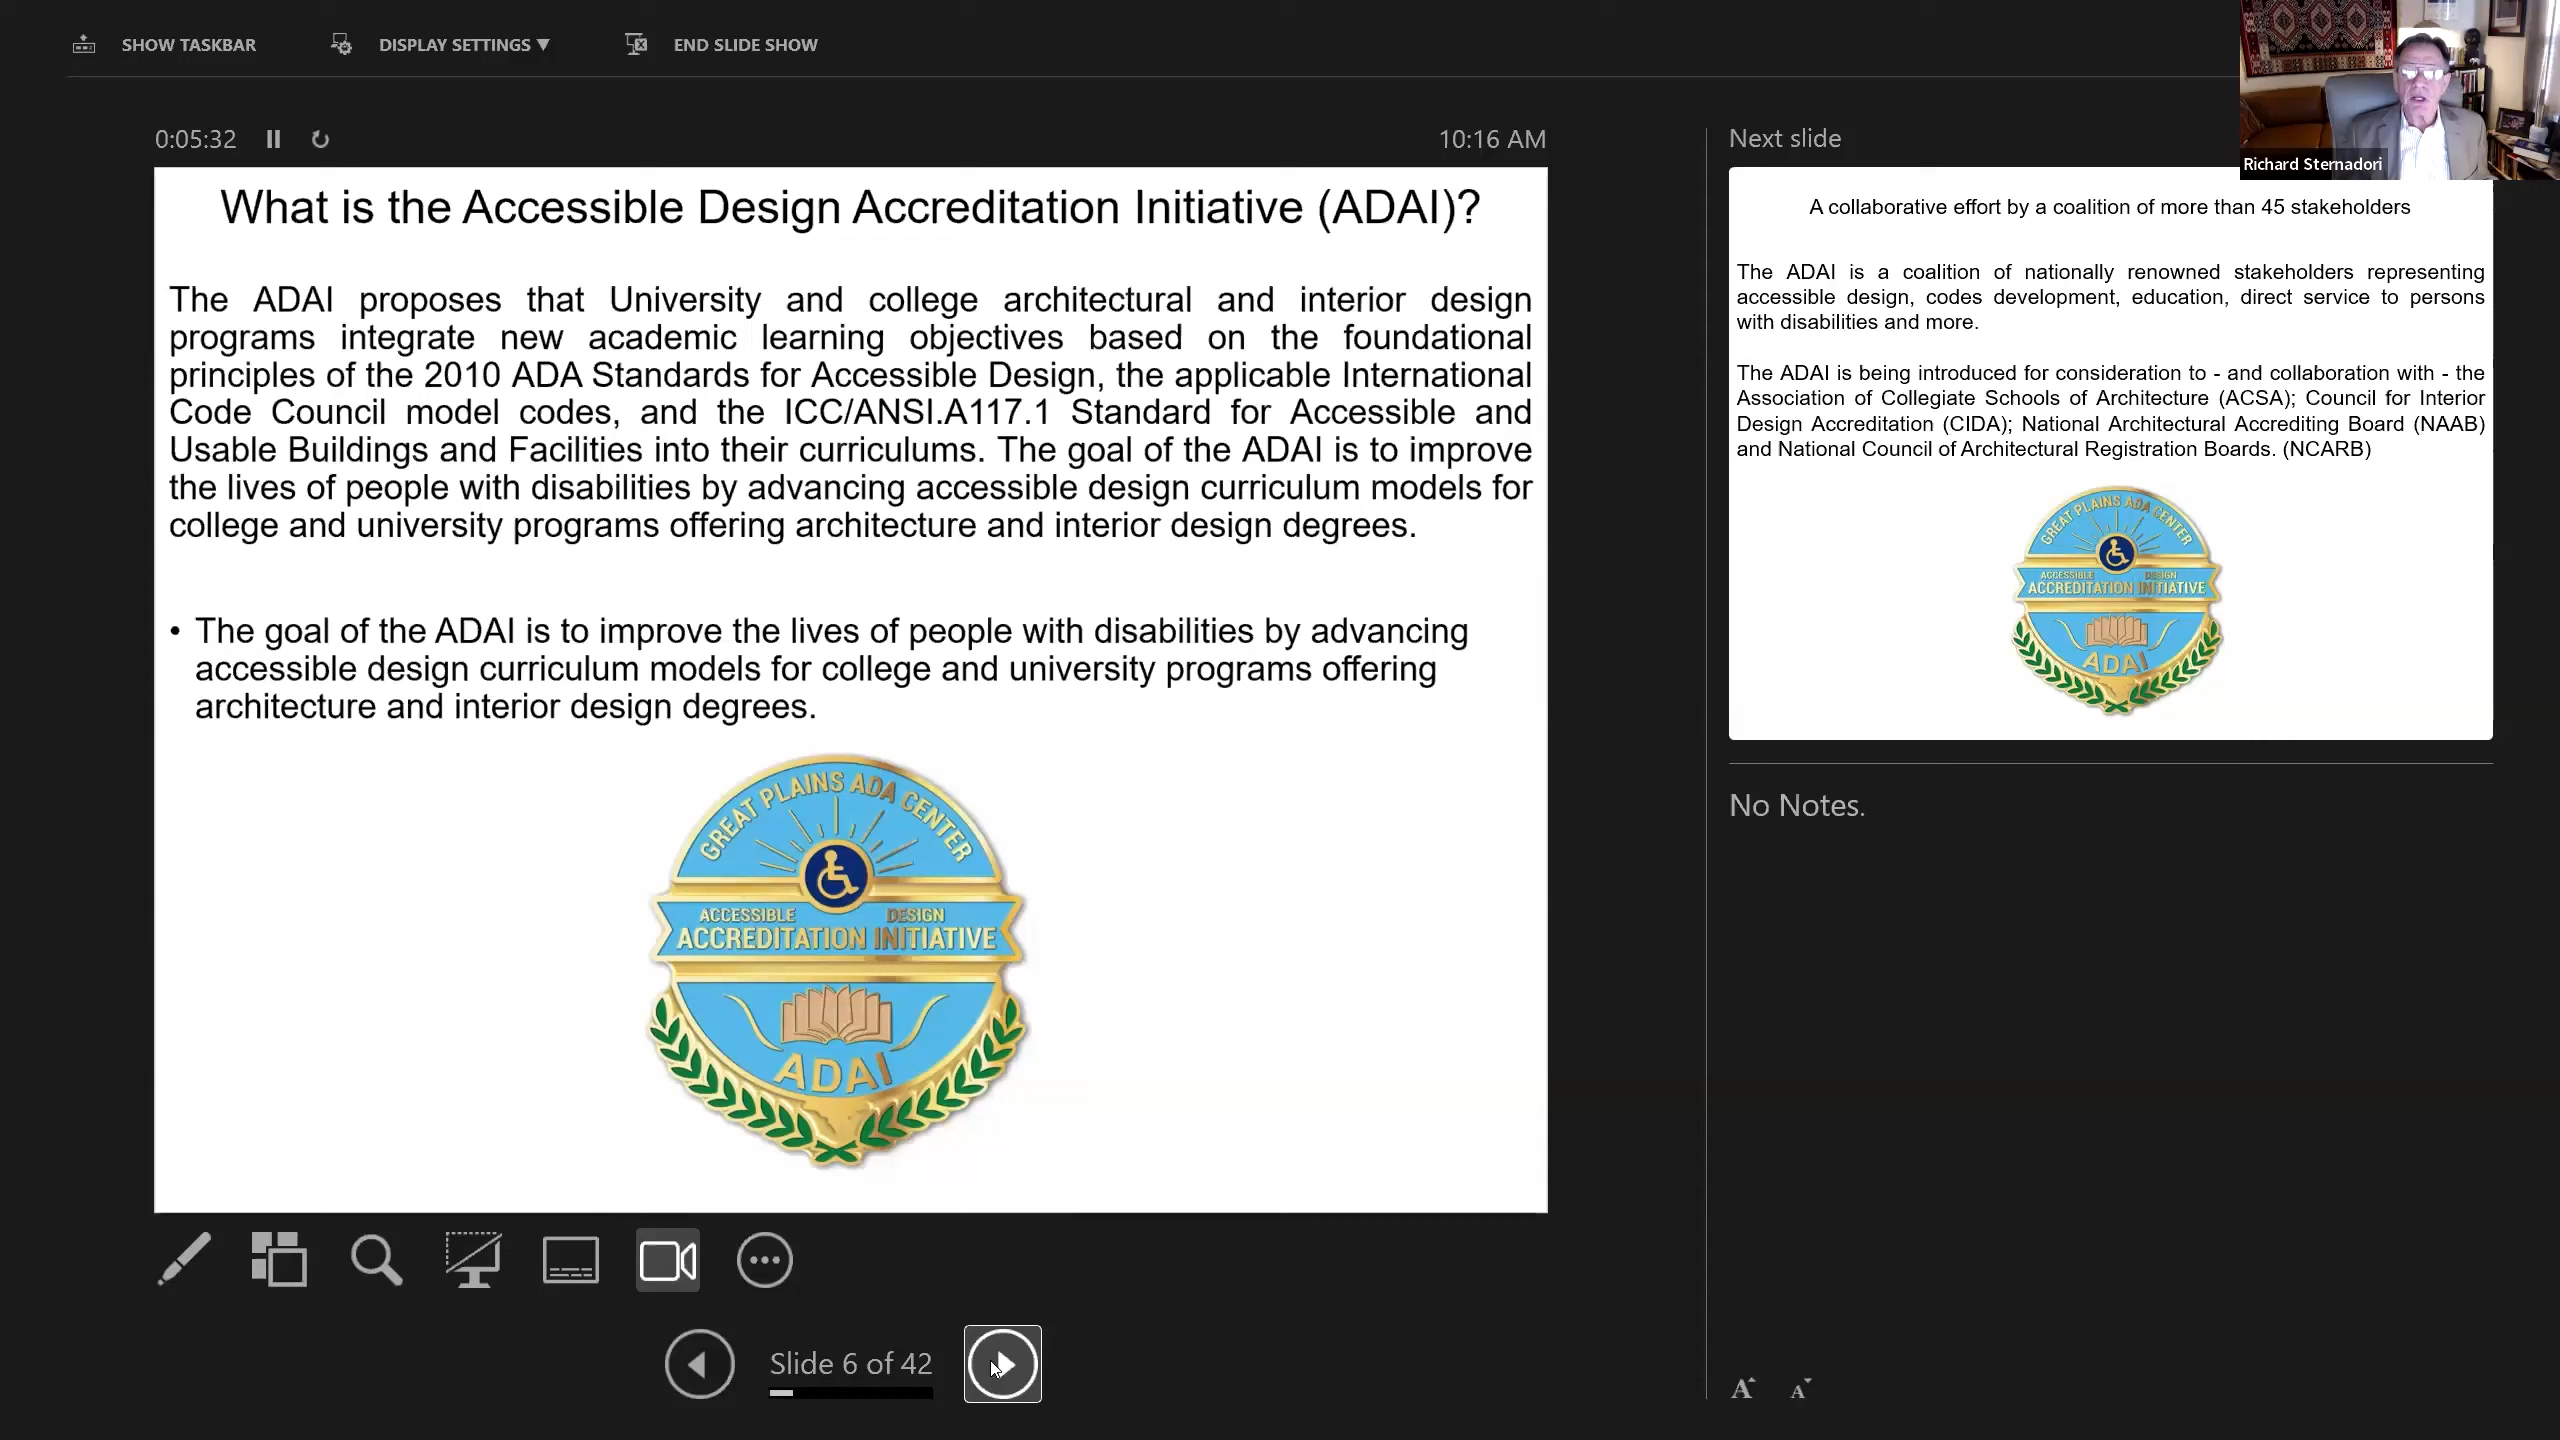 SHOW TASKBAR
DISPLAY SETTINGS ▼
END SLIDE SHOW
0:05:32
10:16 AM
What is the Accessible Design Accreditation Initiative (ADAI)?
The ADAI proposes that University and college architectural and interior design
programs integrate new academic learning objectives based on the foundational
principles of the 2010 ADA Standards for Accessible Design, the applicable International
Code Council model codes, and the ICC/ANSI.A117.1 Standard for Accessible and
Usable Buildings and Facilities into their curriculums. The goal of the ADAI is to improve
the lives of people with disabilities by advancing accessible design curriculum models for
college and university programs offering architecture and interior design degrees.
• The goal of the ADAI is to improve the lives of people with disabilities by advancing
accessible design curriculum models for college and university programs offering
architecture and interior design degrees.
GREAT PLAINS ADA CENTER
ACCESSIBLE DESIGN
ACCREDITATION INITIATIVE
ADAI
Slide 6 of 42
Next slide
Richard Sternadori
A collaborative effort by a coalition of more than 45 stakeholders
The ADAI is a coalition of nationally renowned stakeholders representing
accessible design, codes development, education, direct service to persons
with disabilities and more.
The ADAI is being introduced for consideration to - and collaboration with - the
Association of Collegiate Schools of Architecture (ACSA); Council for Interior
Design Accreditation (CIDA); National Architectural Accrediting Board (NAAB)
and National Council of Architectural Registration Boards. (NCARB)
GREAT PLAINS ADA CENTER
ACCESSIBLE DESIGN
ACCREDITATION INITIATIVE
ADAI
No Notes.
A A